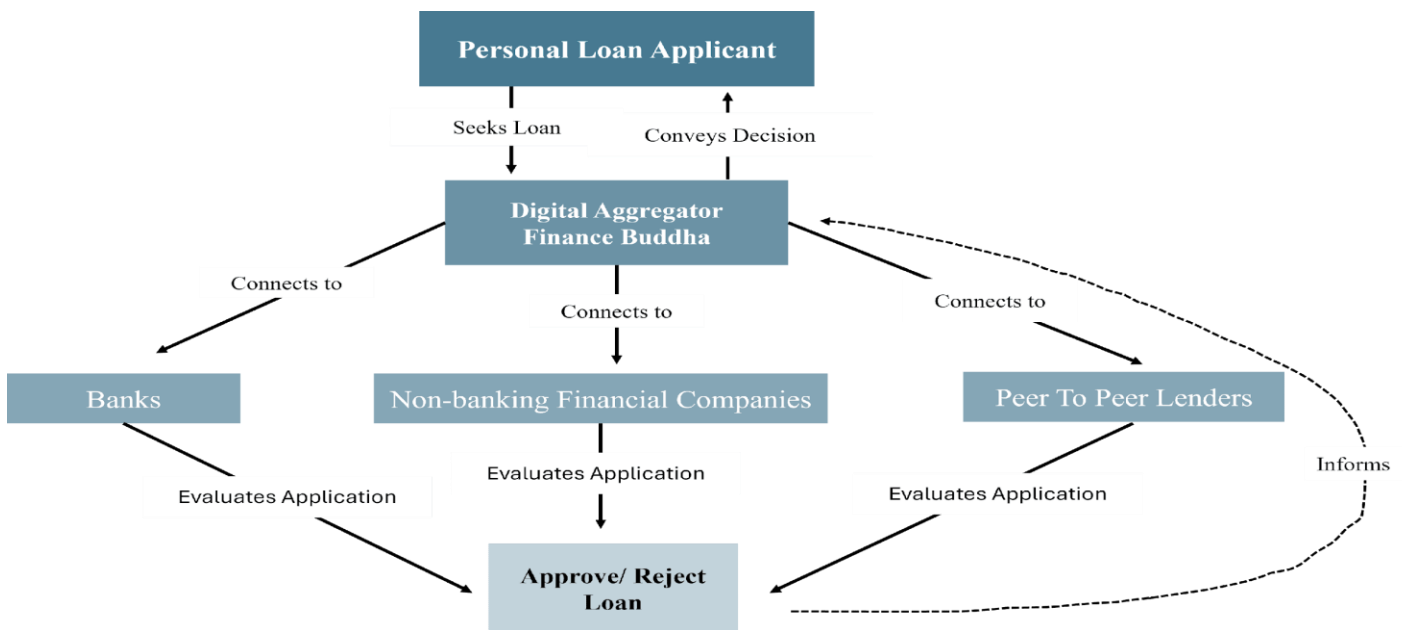 Personal Loan Applicant
Seeks Loan
Conveys Decision
Digital Aggregator
Finance Buddha
Connects to
Connects to
Connects to
Banks
Non-banking Financial Companies
Peer To Peer Lenders
Informs
Evaluates Application
Evaluates Application
Evaluates Application
Approve/ Reject
Loan